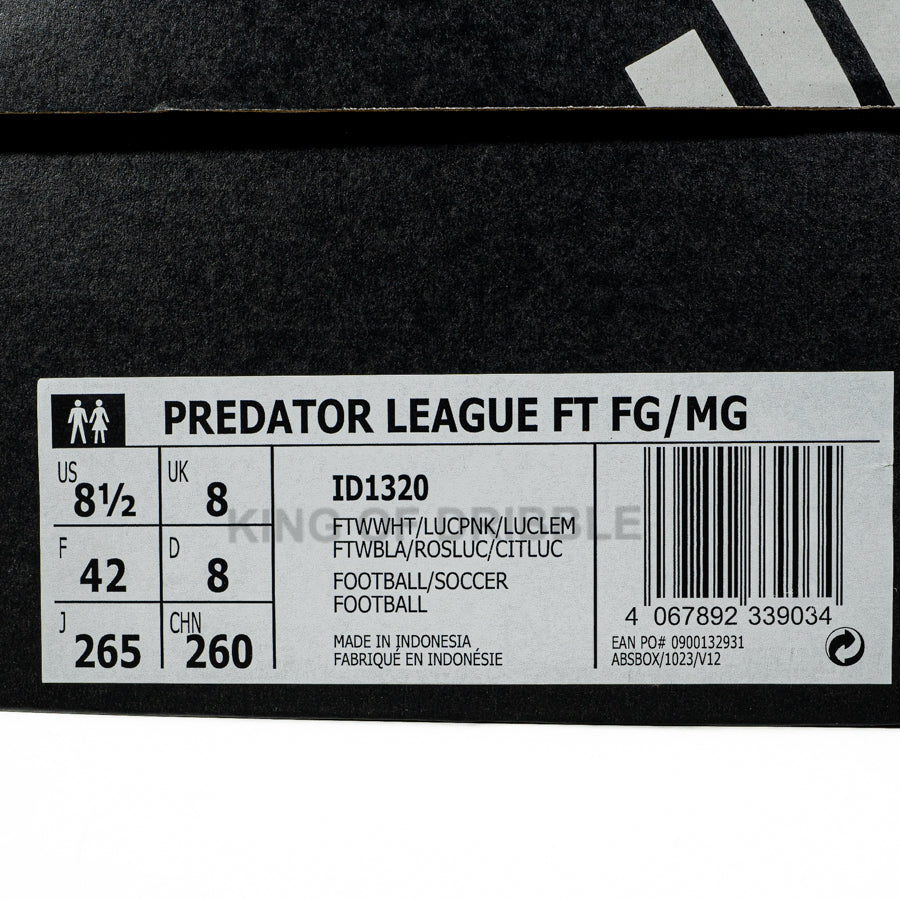 PREDATOR LEAGUE FT FG/MG
US 8½
UK 8
F 42
D 8
J 265
CHN 260
ID1320
KING OF DRIBBLE
FTWWHT/LUCPNK/LUCLEM
FTWBLA/ROSLUC/CITLUC
FOOTBALL/SOCCER
FOOTBALL
MADE IN INDONESIA
FABRIQUÉ EN INDONÉSIE
4 067892 339034
EAN PO# 0900132931
ABSBOX/1023/V12